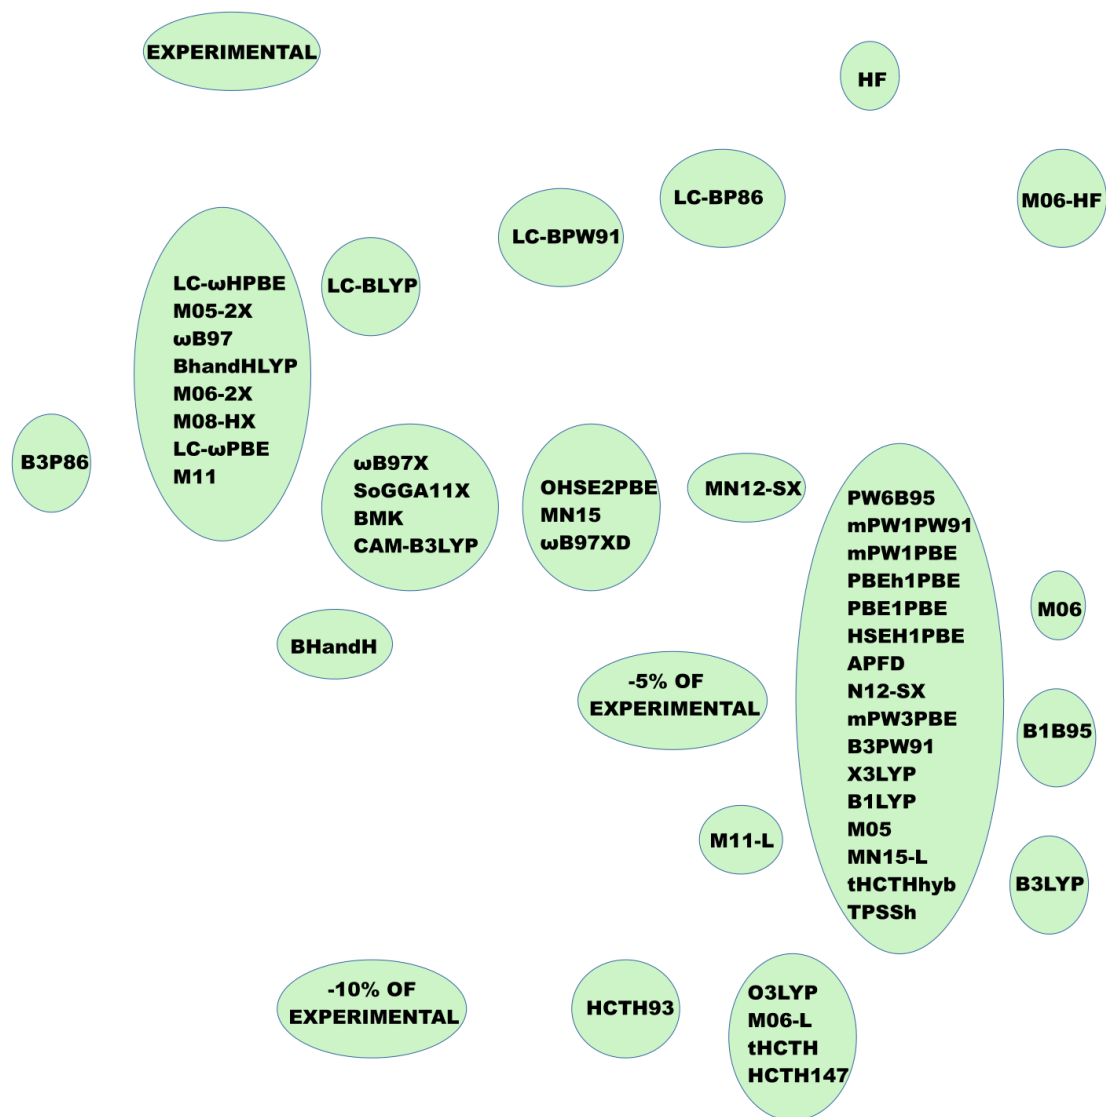 EXPERIMENTAL
HF
LC-BP86
M06-HF
LC-BPW91
LC-ωHPBE
M05-2X
ωB97
BhandHLYP
M06-2X
M08-HX
LC-ωPBE
M11
LC-BLYP
B3P86
ωB97X
SoGGA11X
BMK
CAM-B3LYP
OHSE2PBE
MN15
ωB97XD
MN12-SX
PW6B95
mPW1PW91
mPW1PBE
PBEh1PBE
PBE1PBE
HSEH1PBE
APFD
N12-SX
mPW3PBE
B3PW91
X3LYP
B1LYP
M05
MN15-L
tHCTHhyb
TPSSh
M06
BHandH
-5% OF
EXPERIMENTAL
B1B95
M11-L
B3LYP
-10% OF
EXPERIMENTAL
HCTH93
O3LYP
M06-L
tHCTH
HCTH147